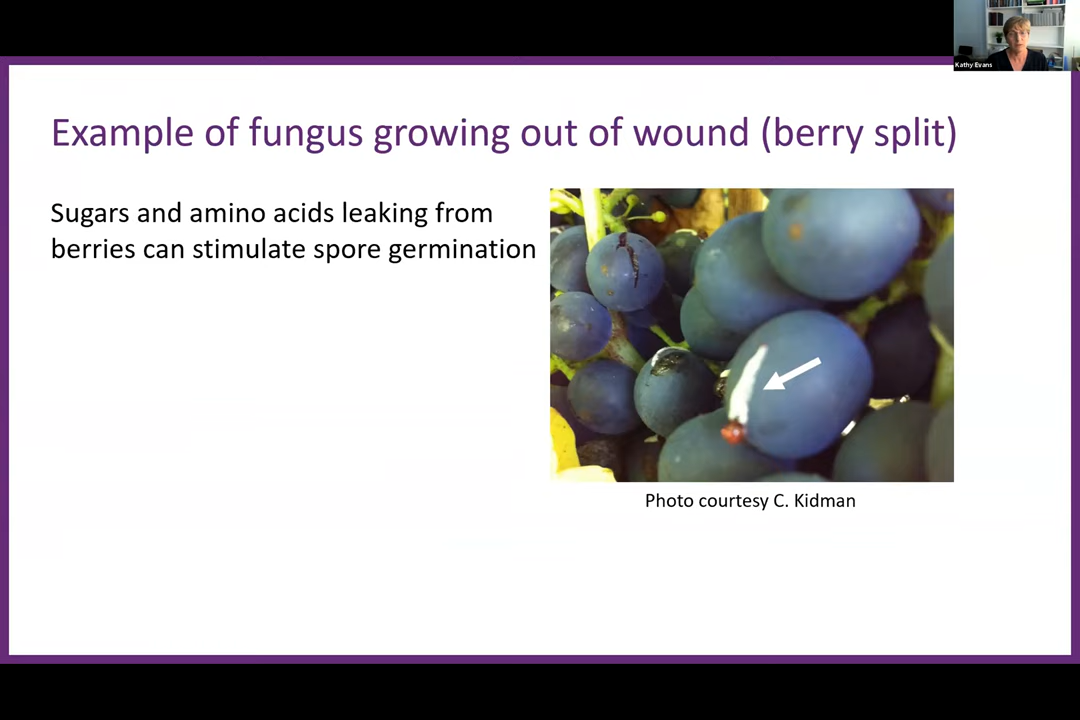 Kathy Evans
Example of fungus growing out of wound (berry split)
Sugars and amino acids leaking from
berries can stimulate spore germination
Photo courtesy C. Kidman